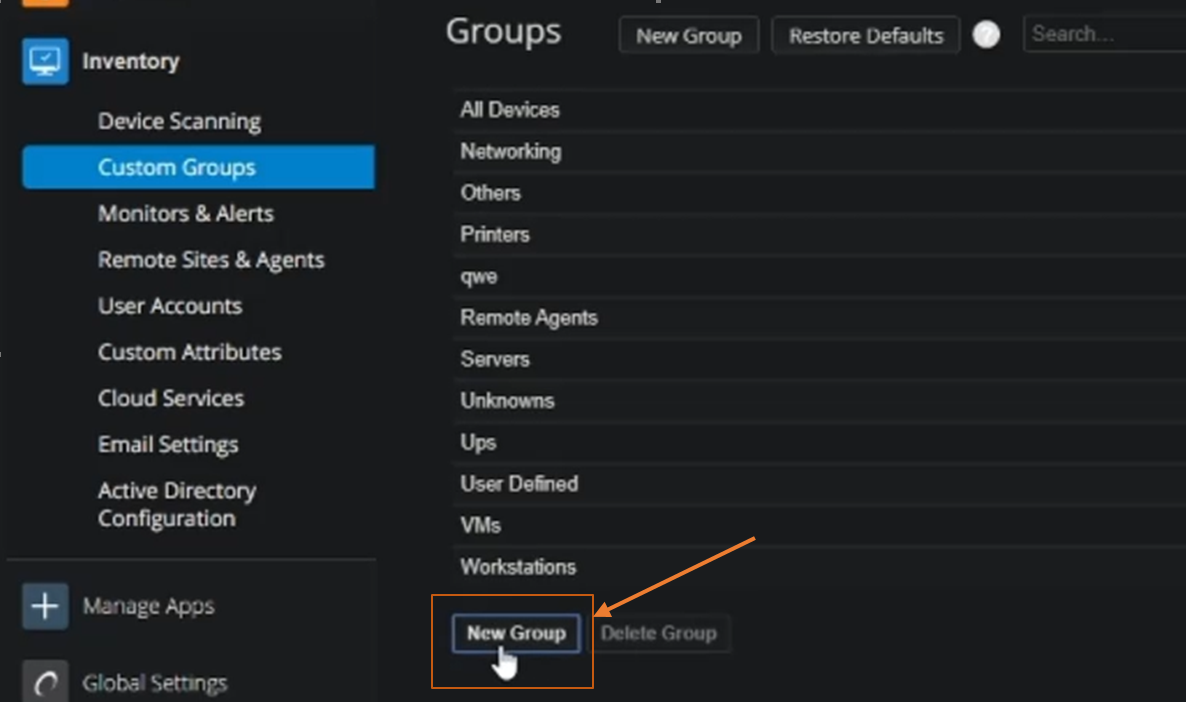 Inventory
Device Scanning
Custom Groups
Monitors & Alerts
Remote Sites & Agents
User Accounts
Custom Attributes
Cloud Services
Email Settings
Active Directory
Configuration
Manage Apps
Global Settings
Groups New Group Restore Defaults ? Search...
All Devices
Networking
Others
Printers
qwe
Remote Agents
Servers
Unknowns
Ups
User Defined
VMs
Workstations
New Group Delete Group